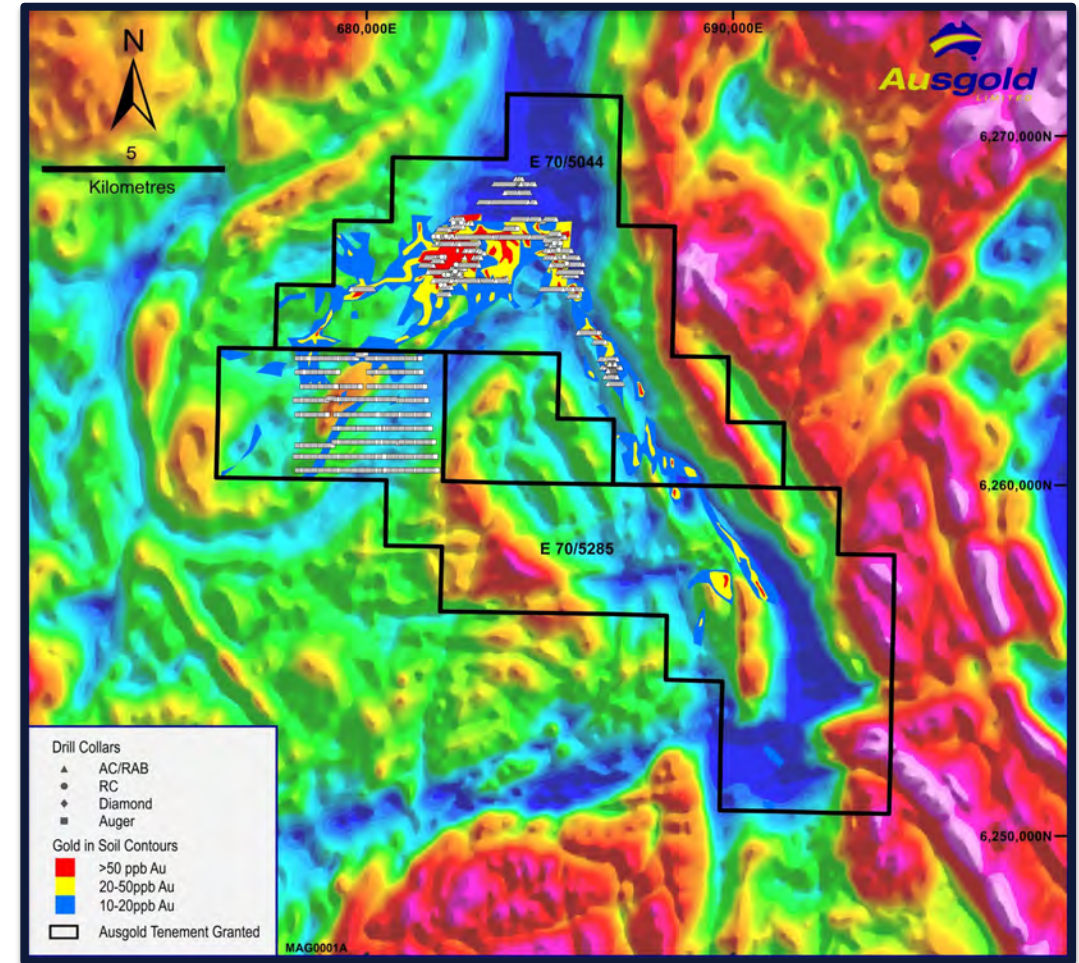 680,000E
690,000E
N
Ausgold
LIMITED
5
Kilometres
6,270,000N
E 70/5044
6,260,000N
E 70/5285
6,250,000N
Drill Collars
AC/RAB
RC
Diamond
Auger
Gold in Soil Contours
>50 ppb Au
20-50ppb Au
10-20ppb Au
Ausgold Tenement Granted
MAG0001A